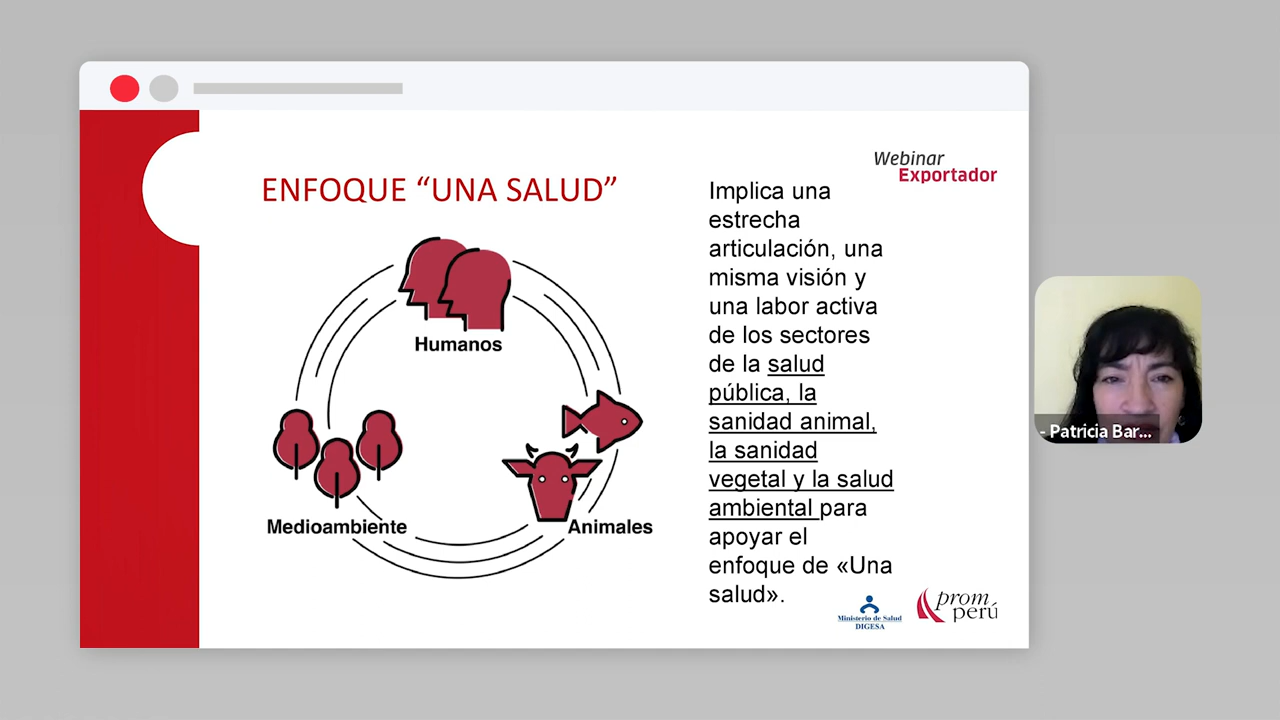 Webinar
Exportador
ENFOQUE “UNA SALUD”
Humanos
Medioambiente
Animales
Implica una
estrecha
articulación, una
misma visión y
una labor activa
de los sectores
de la salud
pública, la
sanidad animal,
la sanidad
vegetal y la salud
ambiental para
apoyar el
enfoque de «Una
salud».
Ministerio de Salud
DIGESA
prom
perú
- Patricia Bar...